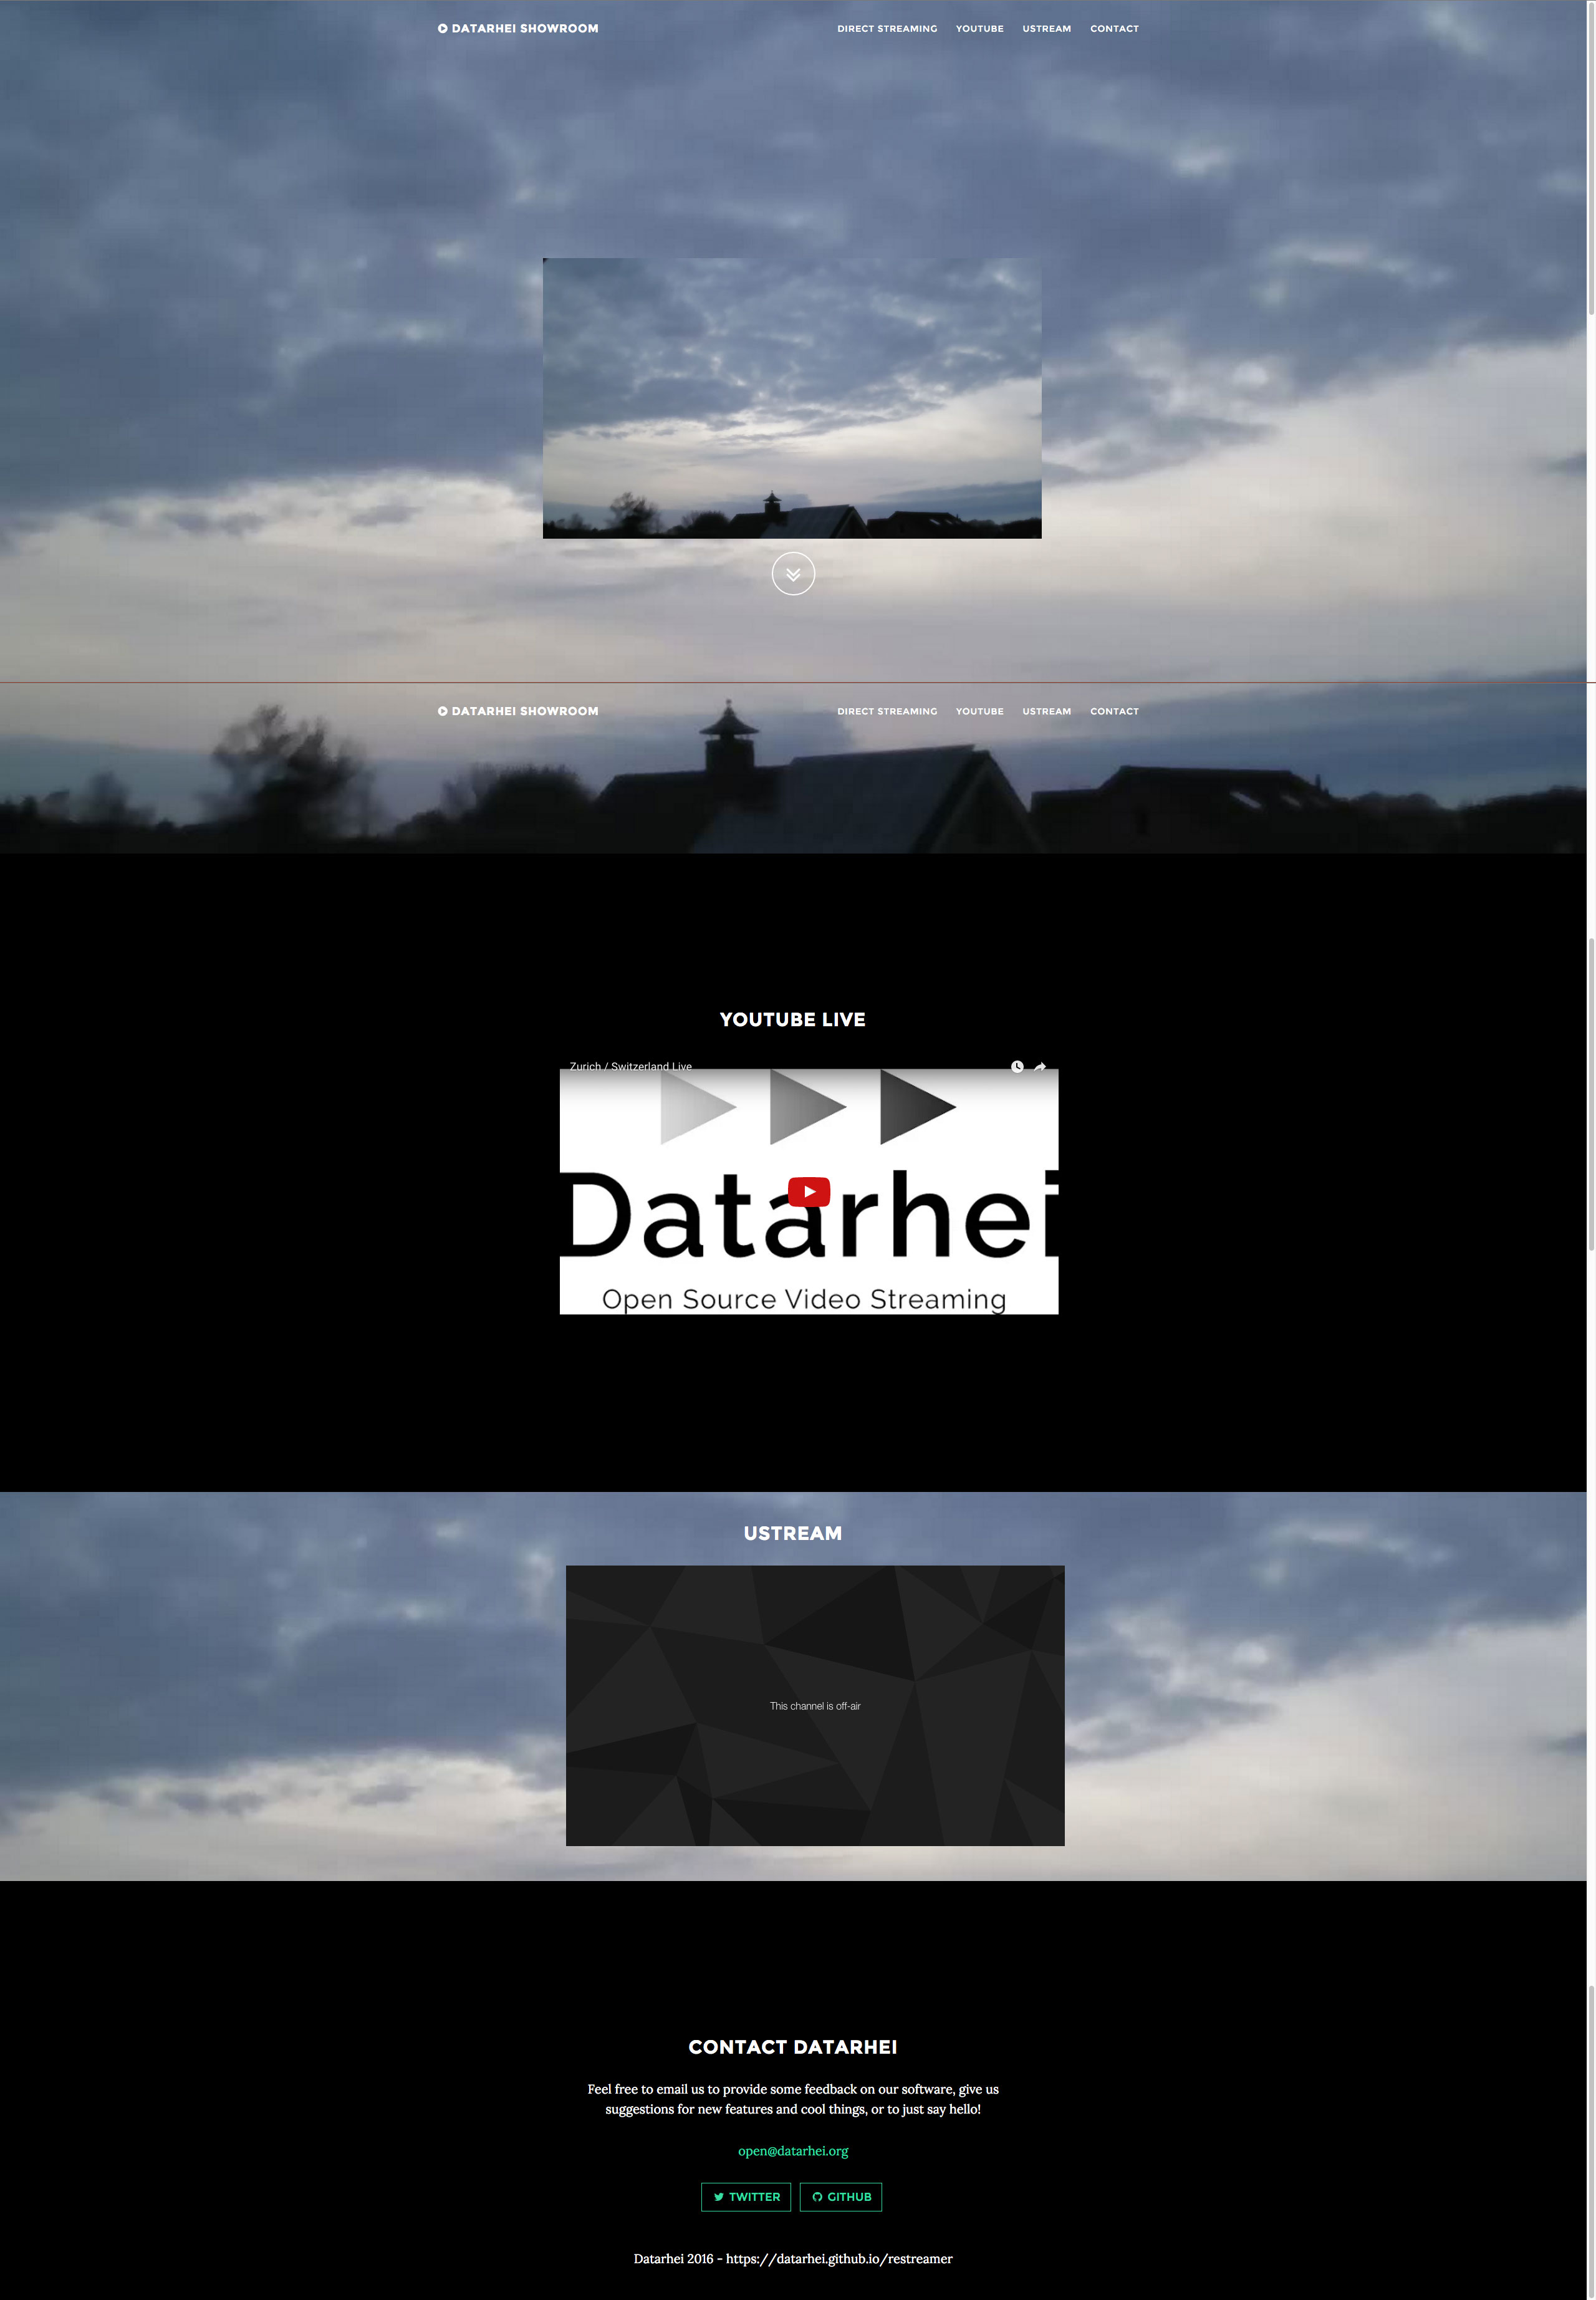 DATARHEI SHOWROOM
DIRECT STREAMING YOUTUBE USTREAM CONTACT
DATARHEI SHOWROOM
DIRECT STREAMING YOUTUBE USTREAM CONTACT
YOUTUBE LIVE
Zurich / Switzerland Live
Datarhei
Open Source Video Streaming
USTREAM
This channel is off-air
CONTACT DATARHEI
Feel free to email us to provide some feedback on our software, give us
suggestions for new features and cool things, or to just say hello!
open@datarhei.org
TWITTER GITHUB
Datarhei 2016 - https://datarhei.github.io/restreamer